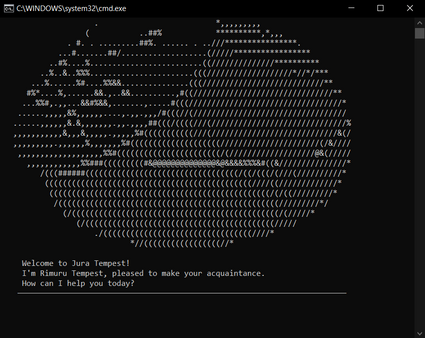 C:\WINDOWS\system32\cmd.exe
Welcome to Jura Tempest!
I'm Rimuru Tempest, pleased to make your acquaintance.
How can I help you today?